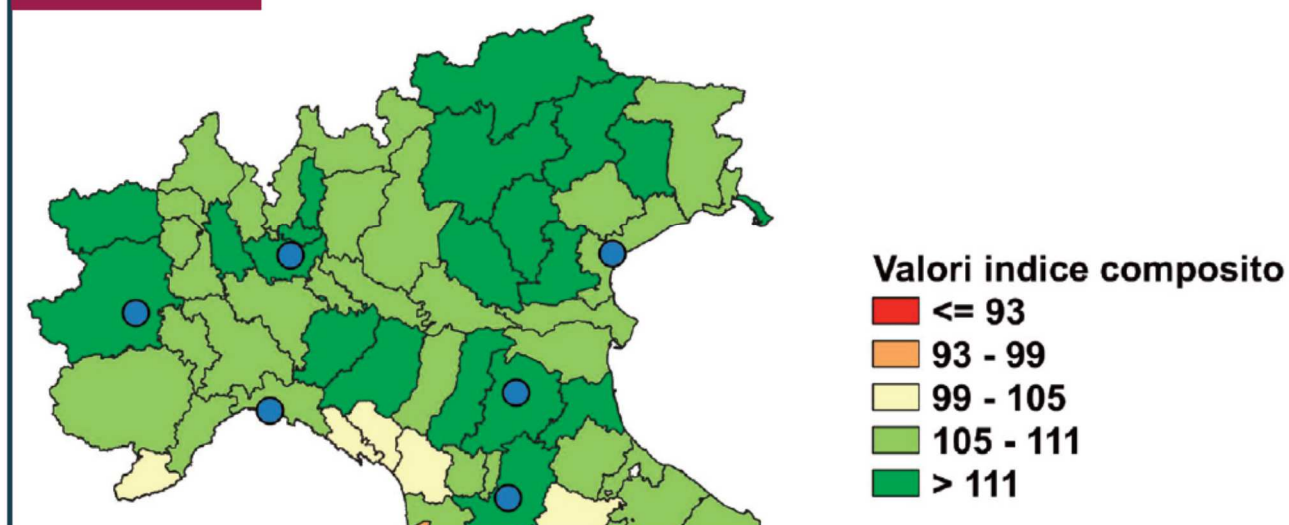 Valori indice composito
<= 93
93 - 99
99 - 105
105 - 111
> 111